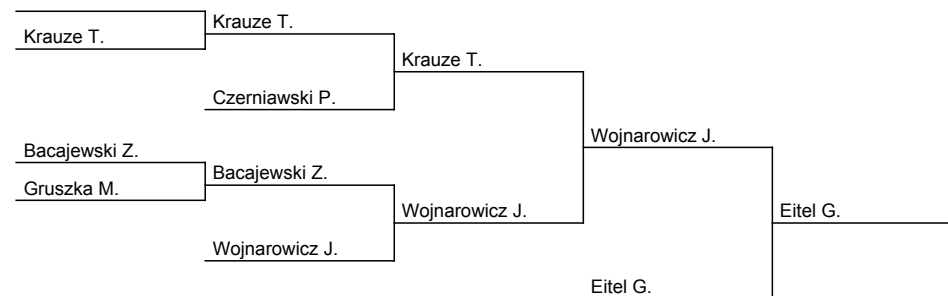 Krauze T.
Krauze T.
Krauze T.
Czerniawski P.
Wojnarowicz J.
Bacajewski Z.
Bacajewski Z.
Gruszka M.
Wojnarowicz J.
Eitel G.
Wojnarowicz J.
Eitel G.